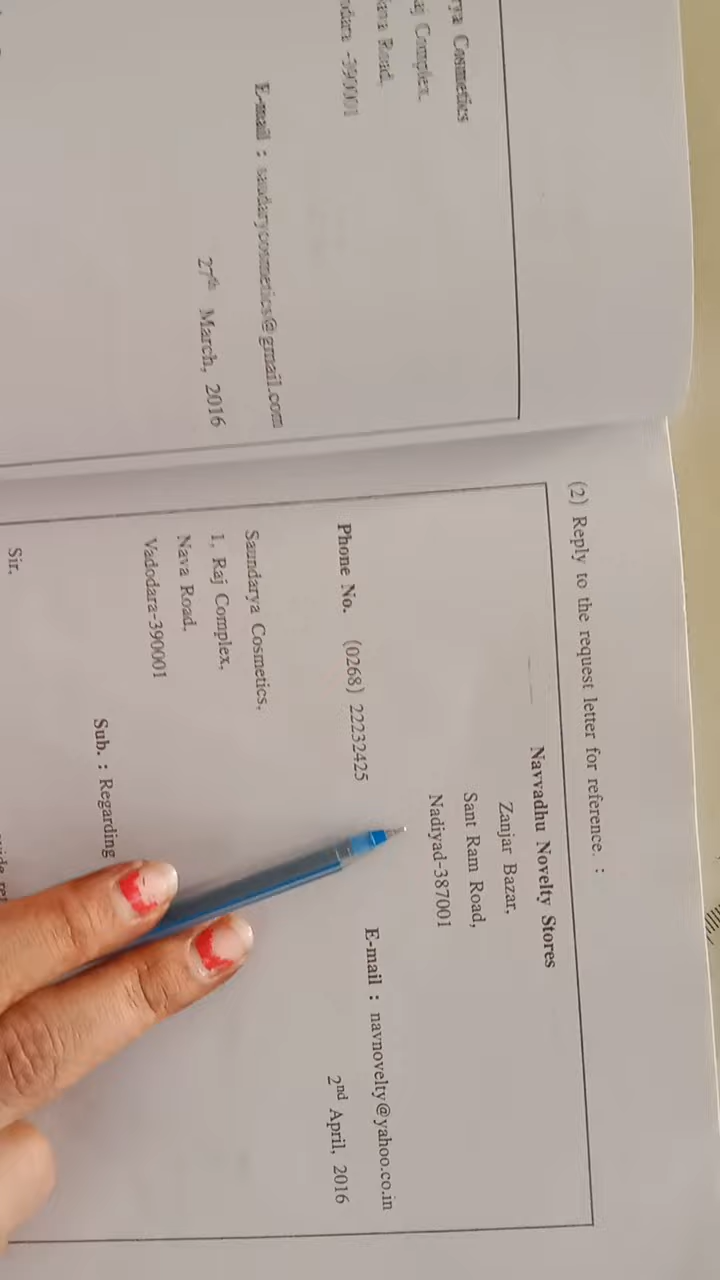 Cosmetics
Complex,
Road,
-390001
E-mail : saudarycosmetics@gmail.com
27th March, 2016
(2) Reply to the request letter for reference. :
Navvadhu Novelty Stores
Zanjar Bazar,
Sant Ram Road,
Nadiyad-387001
Phone No. (0268) 22232425 E-mail : navnovelty@yahoo.co.in
2nd April, 2016
Saundarya Cosmetics,
1, Raj Complex,
Nava Road,
Vadodara-390001
Sub. : Regarding
Sir,